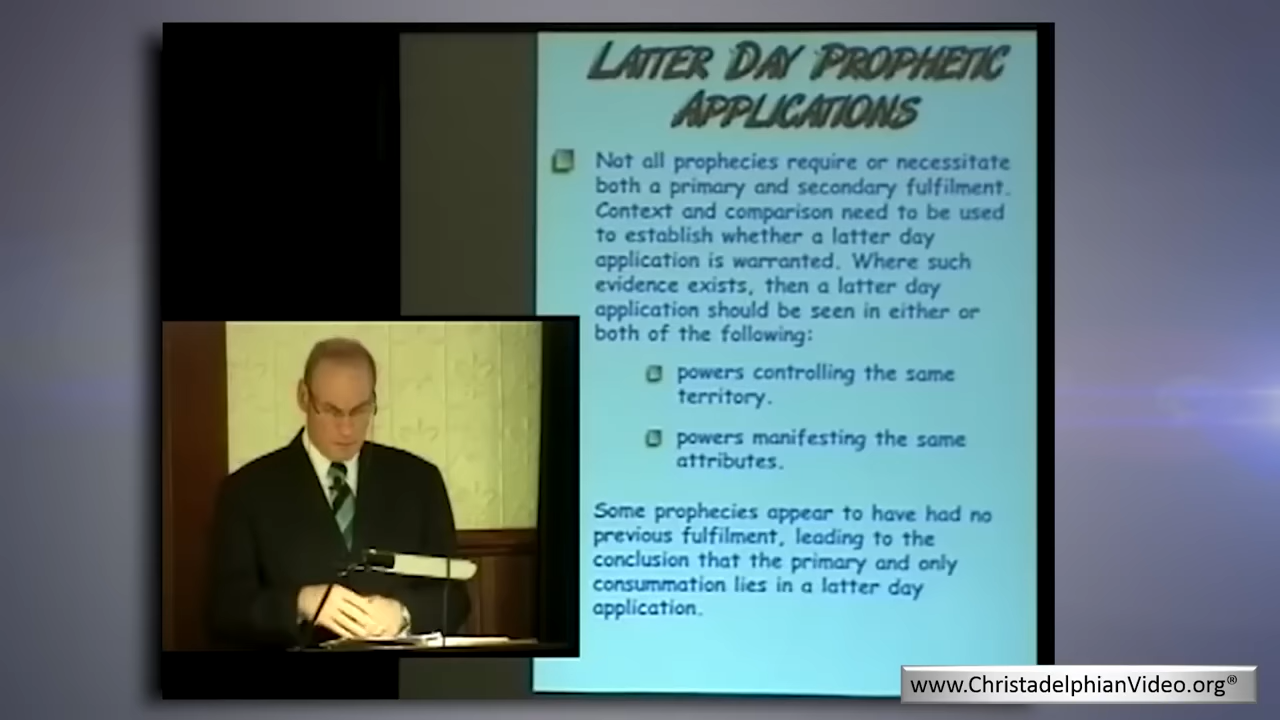 LATTER DAY PROPHETIC
APPLICATIONS
Not all prophecies require or necessitate
both a primary and secondary fulfilment.
Context and comparison need to be used
to establish whether a latter day
application is warranted. Where such
evidence exists, then a latter day
application should be seen in either or
both of the following:
powers controlling the same
territory.
powers manifesting the same
attributes.
Some prophecies appear to have had no
previous fulfilment, leading to the
conclusion that the primary and only
consummation lies in a latter day
application.
www.ChristadelphianVideo.org®